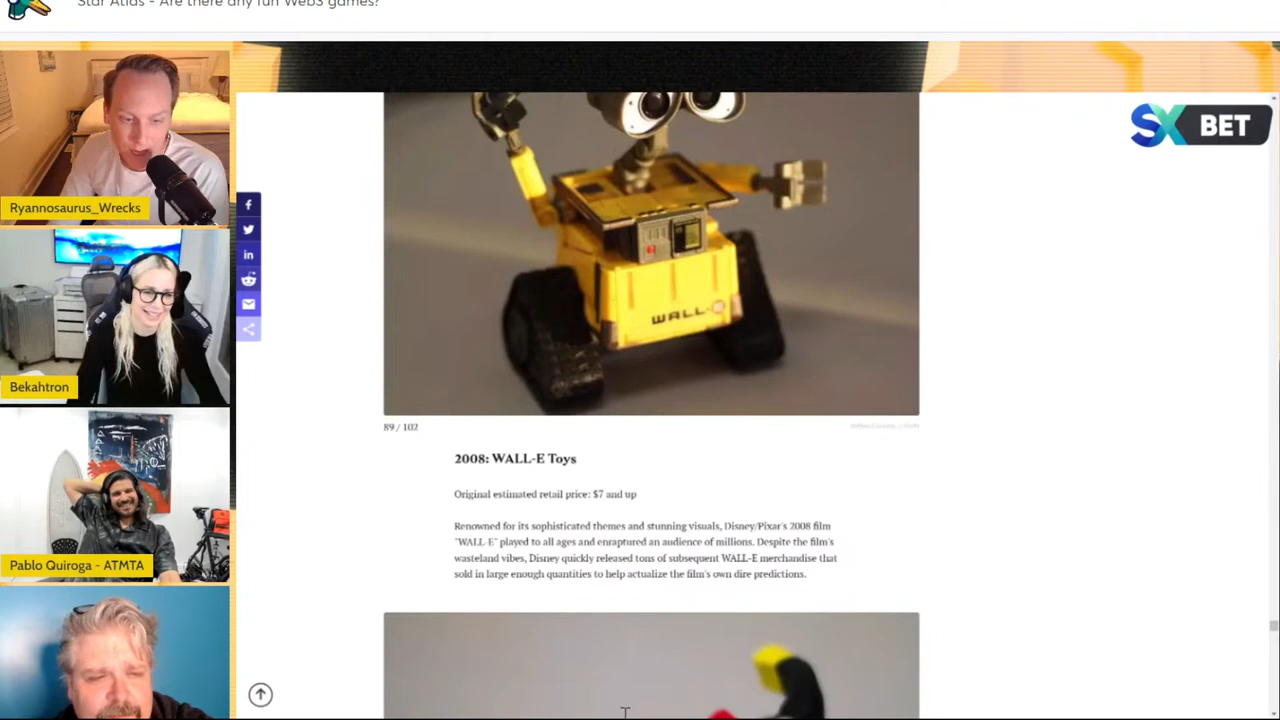 Star Atlas - Are there any fun Web3 games?
SX BET
Ryannosaurus_Wrecks
Bekahtron
Pablo Quiroga - ATMTA
WALL-E
89 / 102
2008: WALL-E Toys
Original estimated retail price: $7 and up
Renowned for its sophisticated themes and stunning visuals, Disney/Pixar's 2008 film
"WALL-E" played to all ages and enraptured an audience of millions. Despite the film's
wasteland vibes, Disney quickly released tons of subsequent WALL-E merchandise that
sold in large enough quantities to help actualize the film's own dire predictions.